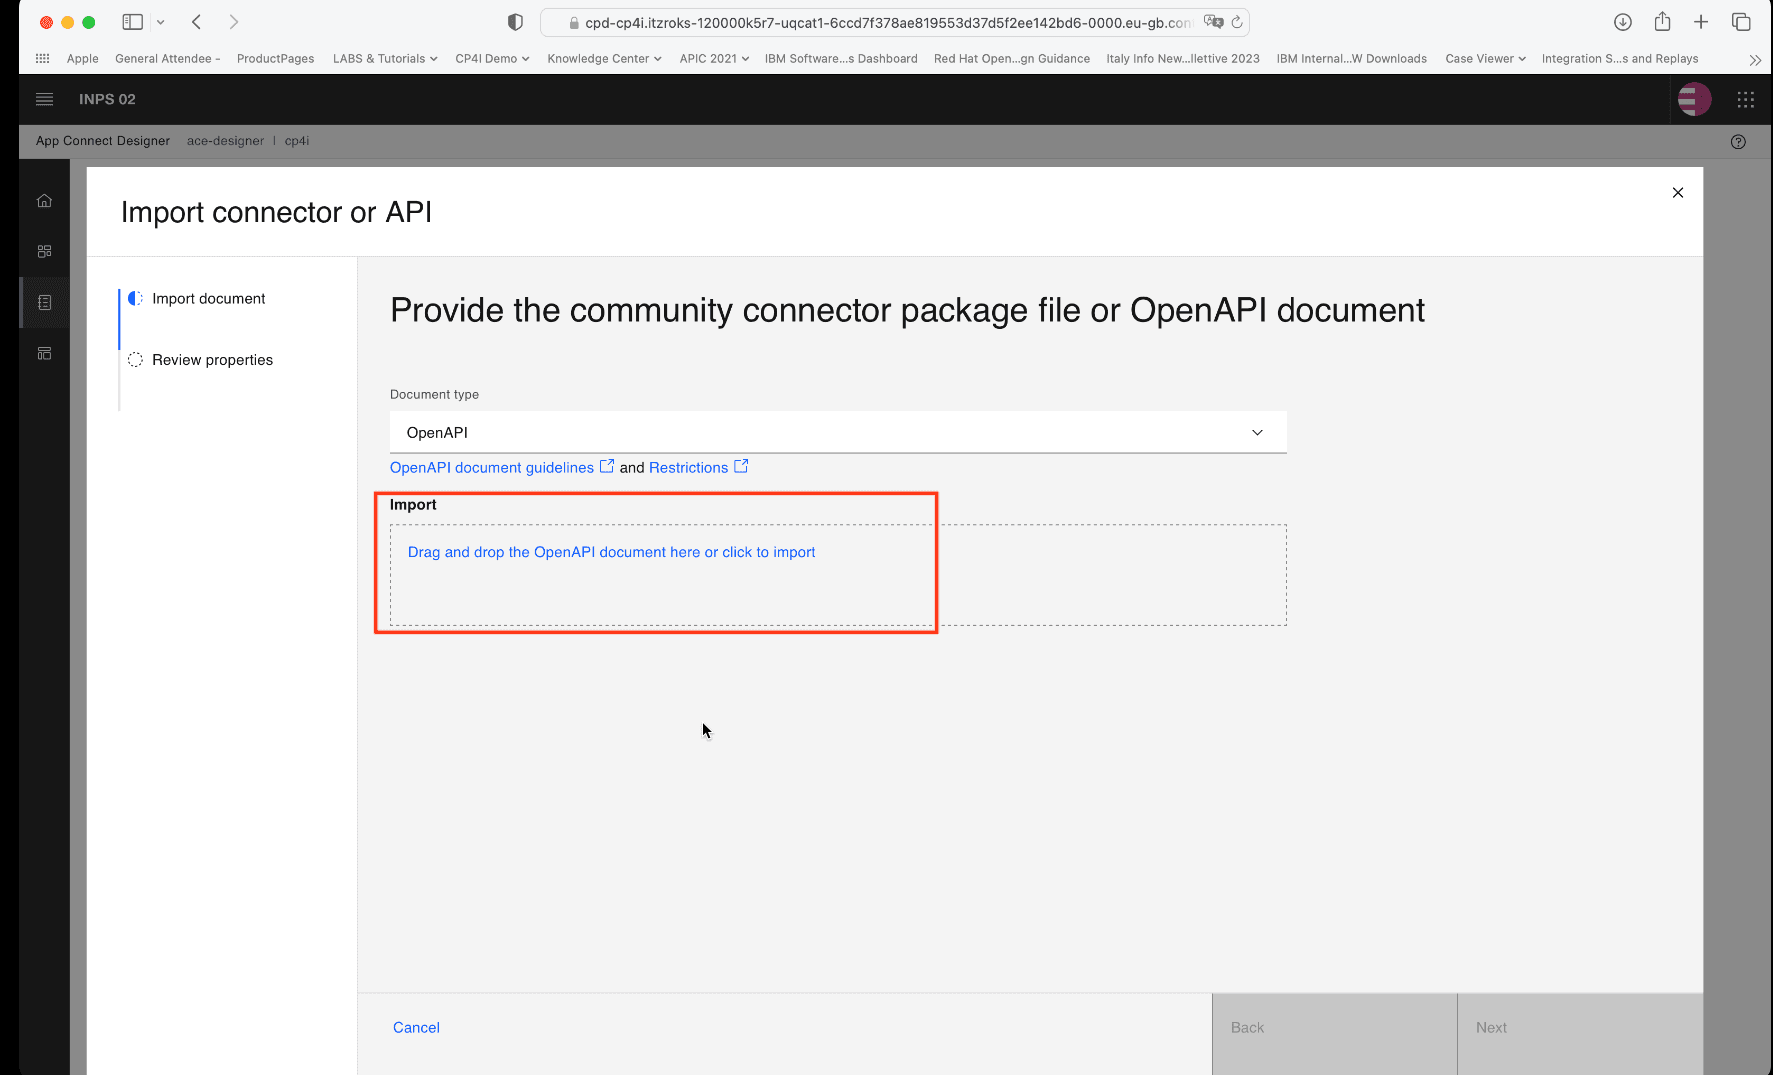 cpd-cp4i.itzroks-120000k5r7-uqcat1-6ccd7f378ae819553d37d5f2ee142bd6-0000.eu-gb.con
Apple General Attendee - ProductPages LABS & Tutorials CP4I Demo Knowledge Center APIC 2021 IBM Software...s Dashboard Red Hat Open...gn Guidance Italy Info New...llettive 2023 IBM Internal...W Downloads Case Viewer Integration S...s and Replays
INPS 02
App Connect Designer ace-designer | cp4i
Import connector or API
Import document
Review properties
Provide the community connector package file or OpenAPI document
Document type
OpenAPI
OpenAPI document guidelines and Restrictions
Import
Drag and drop the OpenAPI document here or click to import
Cancel Back Next